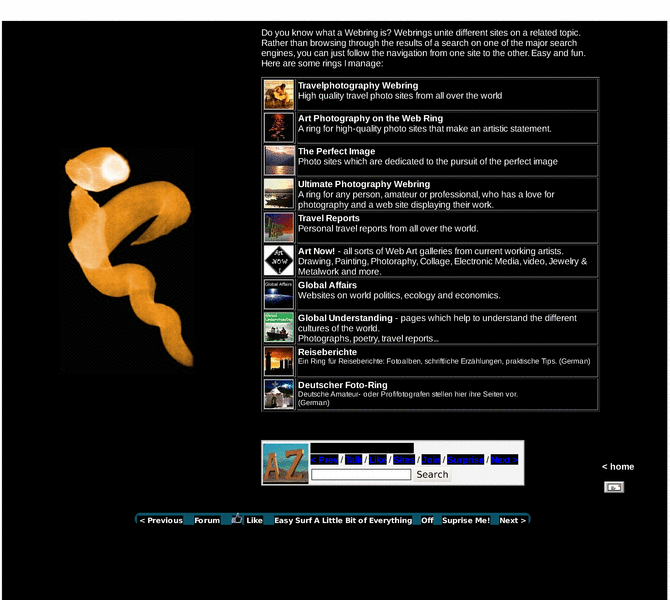 Do you know what a Webring is? Webrings unite different sites on a related topic.
Rather than browsing through the results of a search on one of the major search
engines, you can just follow the navigation from one site to the other. Easy and fun.
Here are some rings I manage:
Travelphotography Webring
High quality travel photo sites from all over the world
Art Photography on the Web Ring
A ring for high-quality photo sites that make an artistic statement.
The Perfect Image
Photo sites which are dedicated to the pursuit of the perfect image
Ultimate Photography Webring
A ring for any person, amateur or professional, who has a love for
photography and a web site displaying their work.
Travel Reports
Personal travel reports from all over the world.
Art NOW!
Art Now! - all sorts of Web Art galleries from current working artists.
Drawing, Painting, Photoraphy, Collage, Electronic Media, video, Jewelry &
Metalwork and more.
Global Affairs
Global Affairs
Websites on world politics, ecology and economics.
Global Understanding
Global Understanding - pages which help to understand the different
cultures of the world.
Photographs, poetry, travel reports...
Reiseberichte
Ein Ring für Reiseberichte: Fotoalben, schriftliche Erzählungen, praktische Tips. (German)
Deutscher Foto-Ring
Deutsche Amateur- oder Profifotografen stellen hier ihre Seiten vor.
(German)
AZ
< Prev / Talk / Like / Sites / Join / Surprise / Next >
Search
< home
< Previous Forum Like Easy Surf A Little Bit of Everything Off Suprise Me! Next >